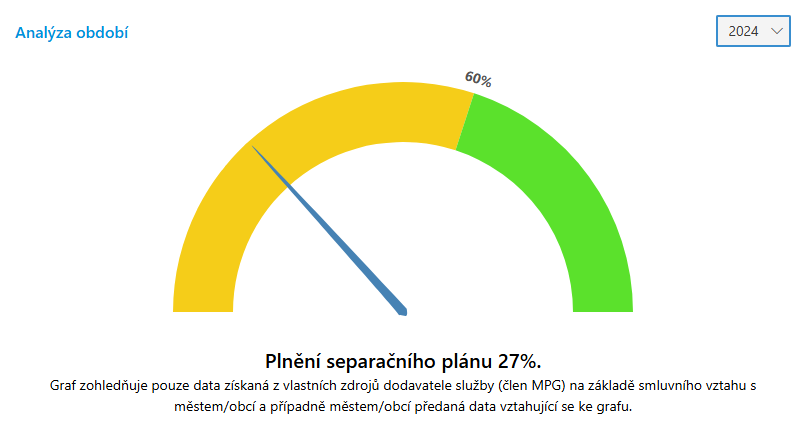 Analýza období
2024
60%
Plnění separačního plánu 27%.
Graf zohledňuje pouze data získaná z vlastních zdrojů dodavatele služby (člen MPG) na základě smluvního vztahu s
městem/obcí a případně městem/obcí předaná data vztahující se ke grafu.